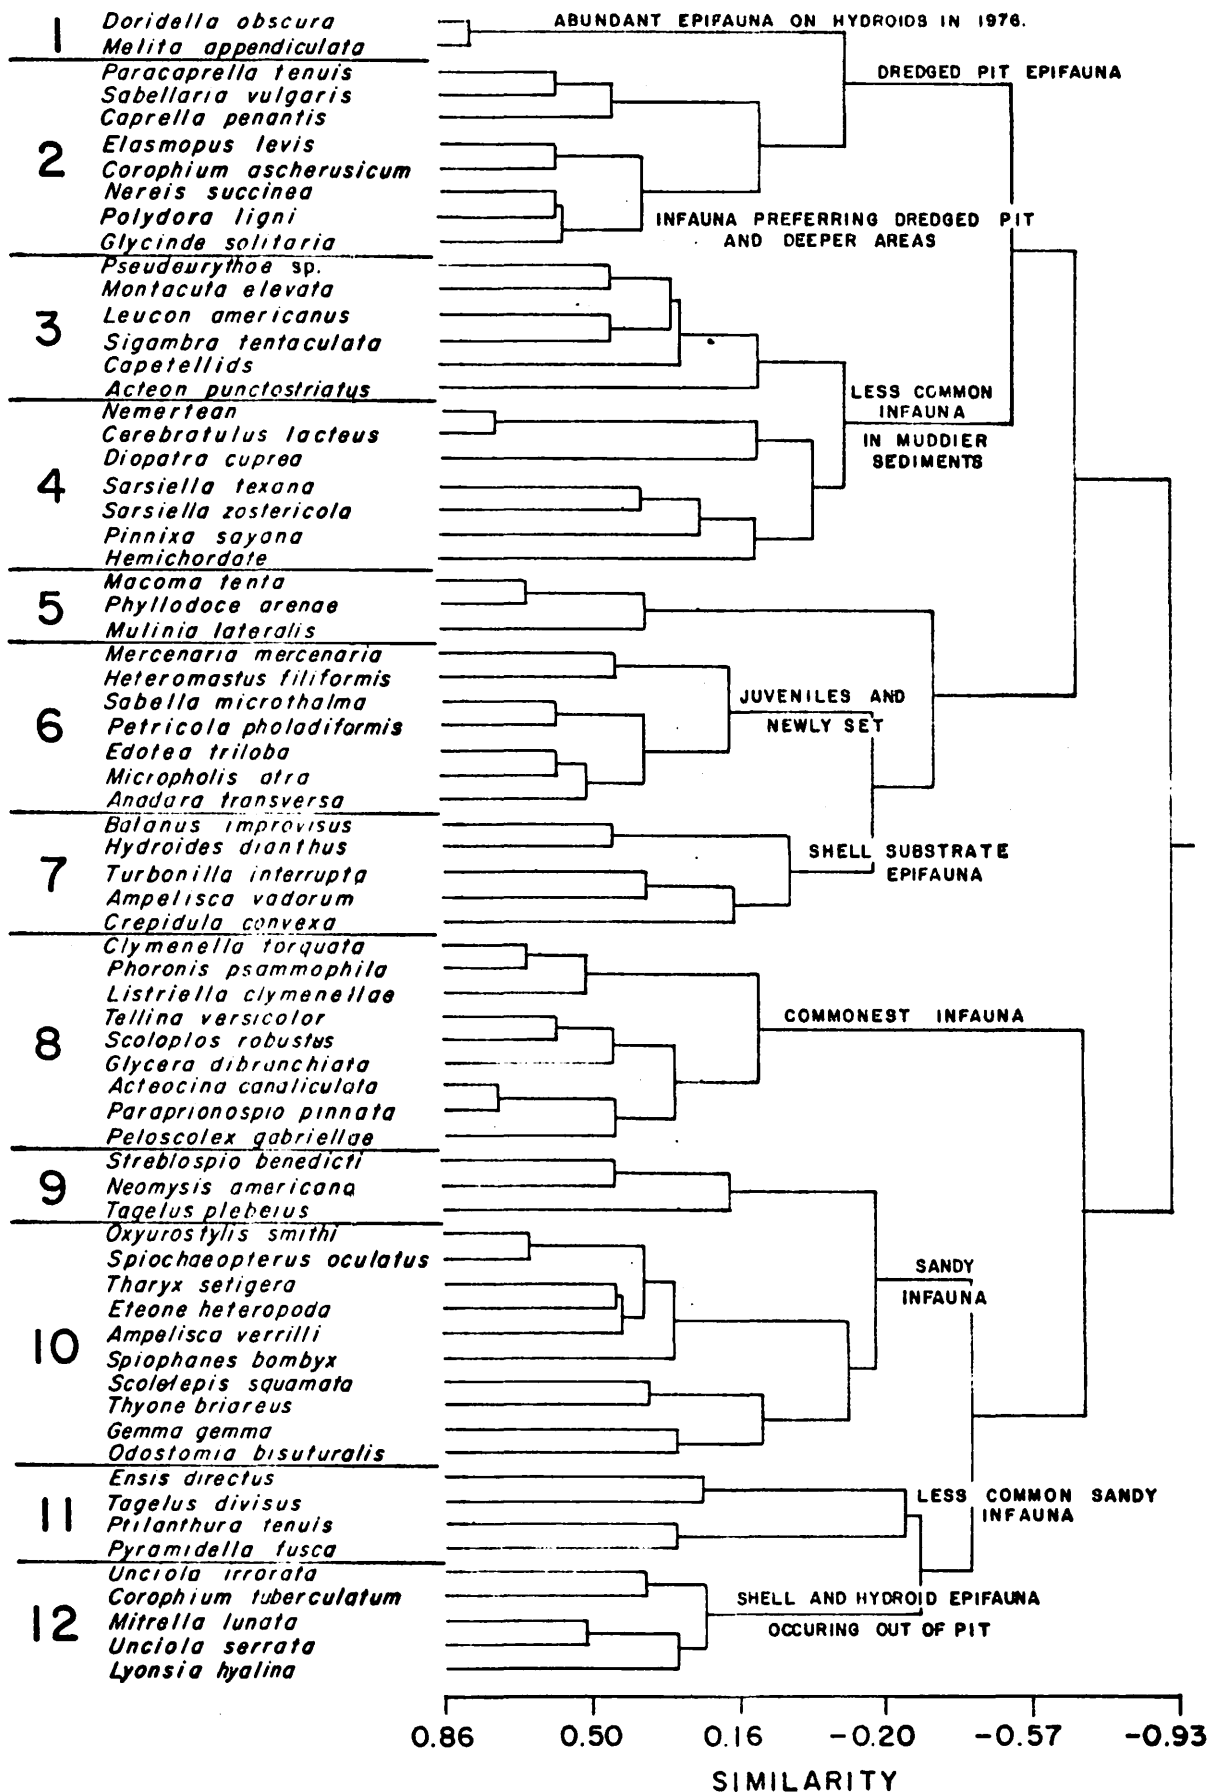 1
Doridella obscura
Melita appendiculata
ABUNDANT EPIFAUNA ON HYDROIDS IN 1976.
DREDGED PIT EPIFAUNA
2
Paracaprella tenuis
Sabellaria vulgaris
Caprella penantis
Elasmopus levis
Corophium ascherusicum
Nereis succinea
Polydora ligni
Glycinde solitaria
INFAUNA PREFERRING DREDGED PIT
AND DEEPER AREAS
3
Pseudeurythoe sp.
Montacuta elevata
Leucon americanus
Sigambra tentaculata
Capetellids
Acteon punctostriatus
LESS COMMON
INFAUNA
IN MUDDIER
SEDIMENTS
4
Nemertean
Cerebratulus lacteus
Diopatra cuprea
Sarsiella texana
Sarsiella zostericola
Pinnixa sayana
Hemichordate
5
Macoma tenta
Phyllodoce arenae
Mulinia lateralis
6
Mercenaria mercenaria
Heteromastus filiformis
Sabella microthalma
Petricola pholadiformis
Edotea triloba
Micropholis atra
Anadara transversa
JUVENILES AND
NEWLY SET
7
Balanus improvisus
Hydroides dianthus
Turbonilla interrupta
Ampelisca vadorum
Crepidula convexa
SHELL SUBSTRATE
EPIFAUNA
8
Clymenella torquata
Phoronis psammophila
Listriella clymenellae
Tellina versicolor
Scoloplos robustus
Glycera dibranchiata
Acteocina canaliculata
Paraprionospio pinnata
Peloscolex gabriellae
COMMONEST INFAUNA
9
Streblospio benedicti
Neomysis americana
Tagelus plebeius
10
Oxyurostylis smithi
Spiochaeopterus oculatus
Tharyx setigera
Eteone heteropoda
Ampelisca verrilli
Spiophanes bombyx
Scolelepis squamata
Thyone briareus
Gemma gemma
Odostomia bisuturalis
SANDY
INFAUNA
11
Ensis directus
Tagelus divisus
Ptilanthura tenuis
Pyramidella fusca
LESS COMMON SANDY
INFAUNA
12
Unciola irrorata
Corophium tuberculatum
Mitrella lunata
Unciola serrata
Lyonsia hyalina
SHELL AND HYDROID EPIFAUNA
OCCURING OUT OF PIT
0.86 0.50 0.16 -0.20 -0.57 -0.93
SIMILARITY